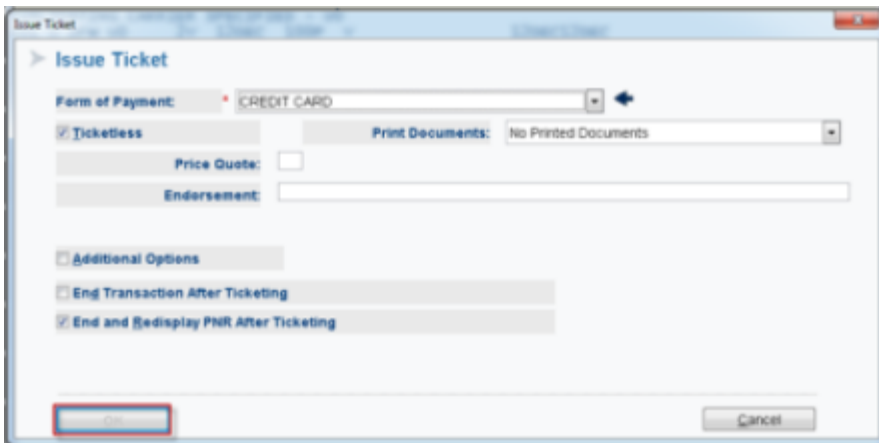 Issue Ticket
Issue Ticket
Form of Payment: * CREDIT CARD
Ticketless Print Documents: No Printed Documents
Price Quote:
Endorsement:
Additional Options
End Transaction After Ticketing
End and Redisplay PNR After Ticketing
OK Cancel